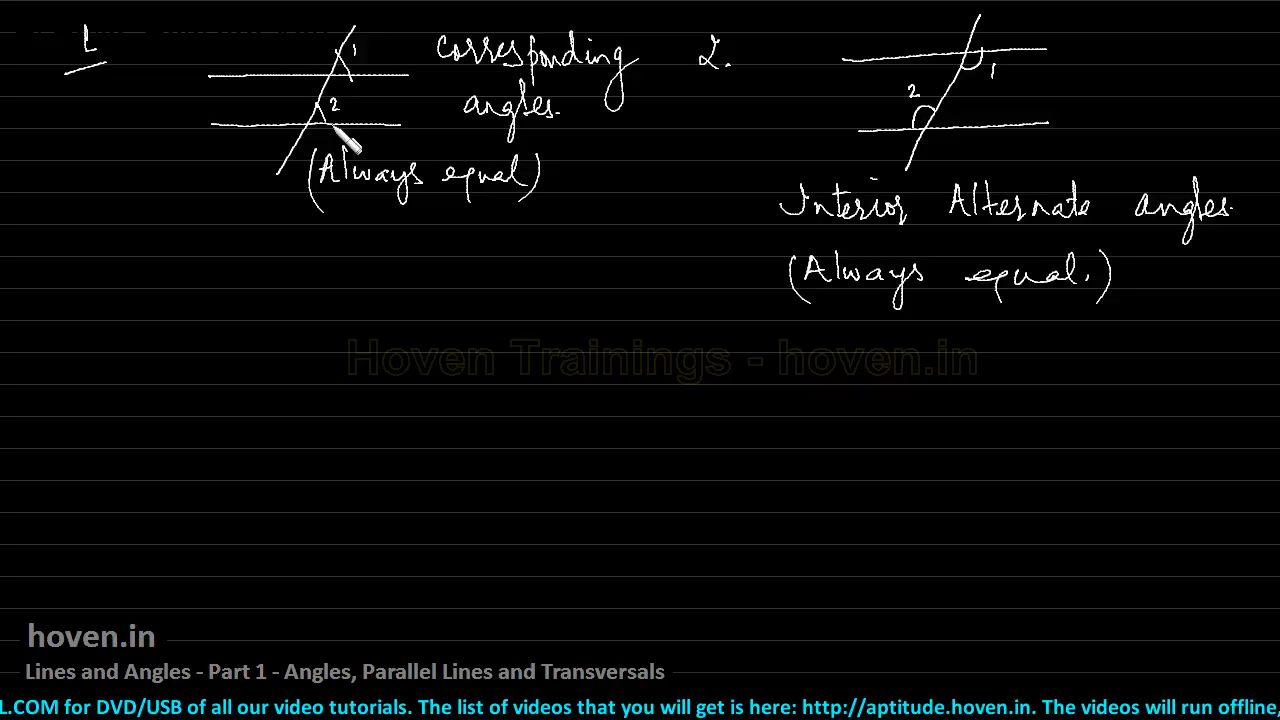 1.
1
2
corresponding
angles.
(Always equal)
2.
1
2
Interior Alternate angles.
(Always equal.)
Hoven Trainings - hoven.in
hoven.in
Lines and Angles - Part 1 - Angles, Parallel Lines and Transversals
L.COM for DVD/USB of all our video tutorials. The list of videos that you will get is here: http://aptitude.hoven.in. The videos will run offline,